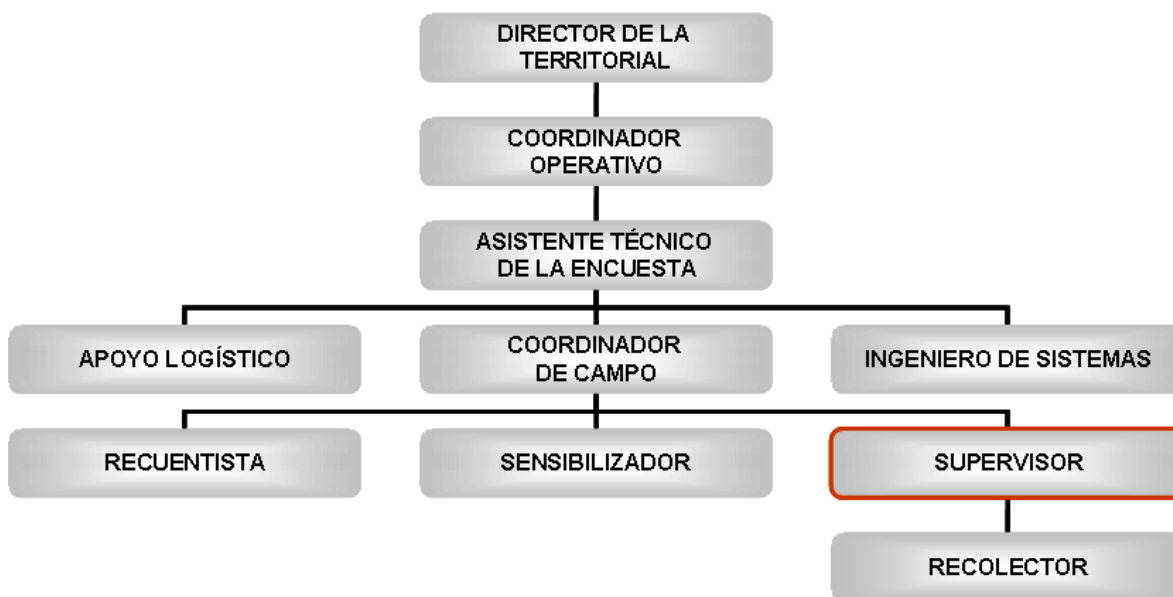 DIRECTOR DE LA
TERRITORIAL
COORDINADOR
OPERATIVO
ASISTENTE TÉCNICO
DE LA ENCUESTA
APOYO LOGÍSTICO
COORDINADOR
DE CAMPO
INGENIERO DE SISTEMAS
RECUENTISTA
SENSIBILIZADOR
SUPERVISOR
RECOLECTOR